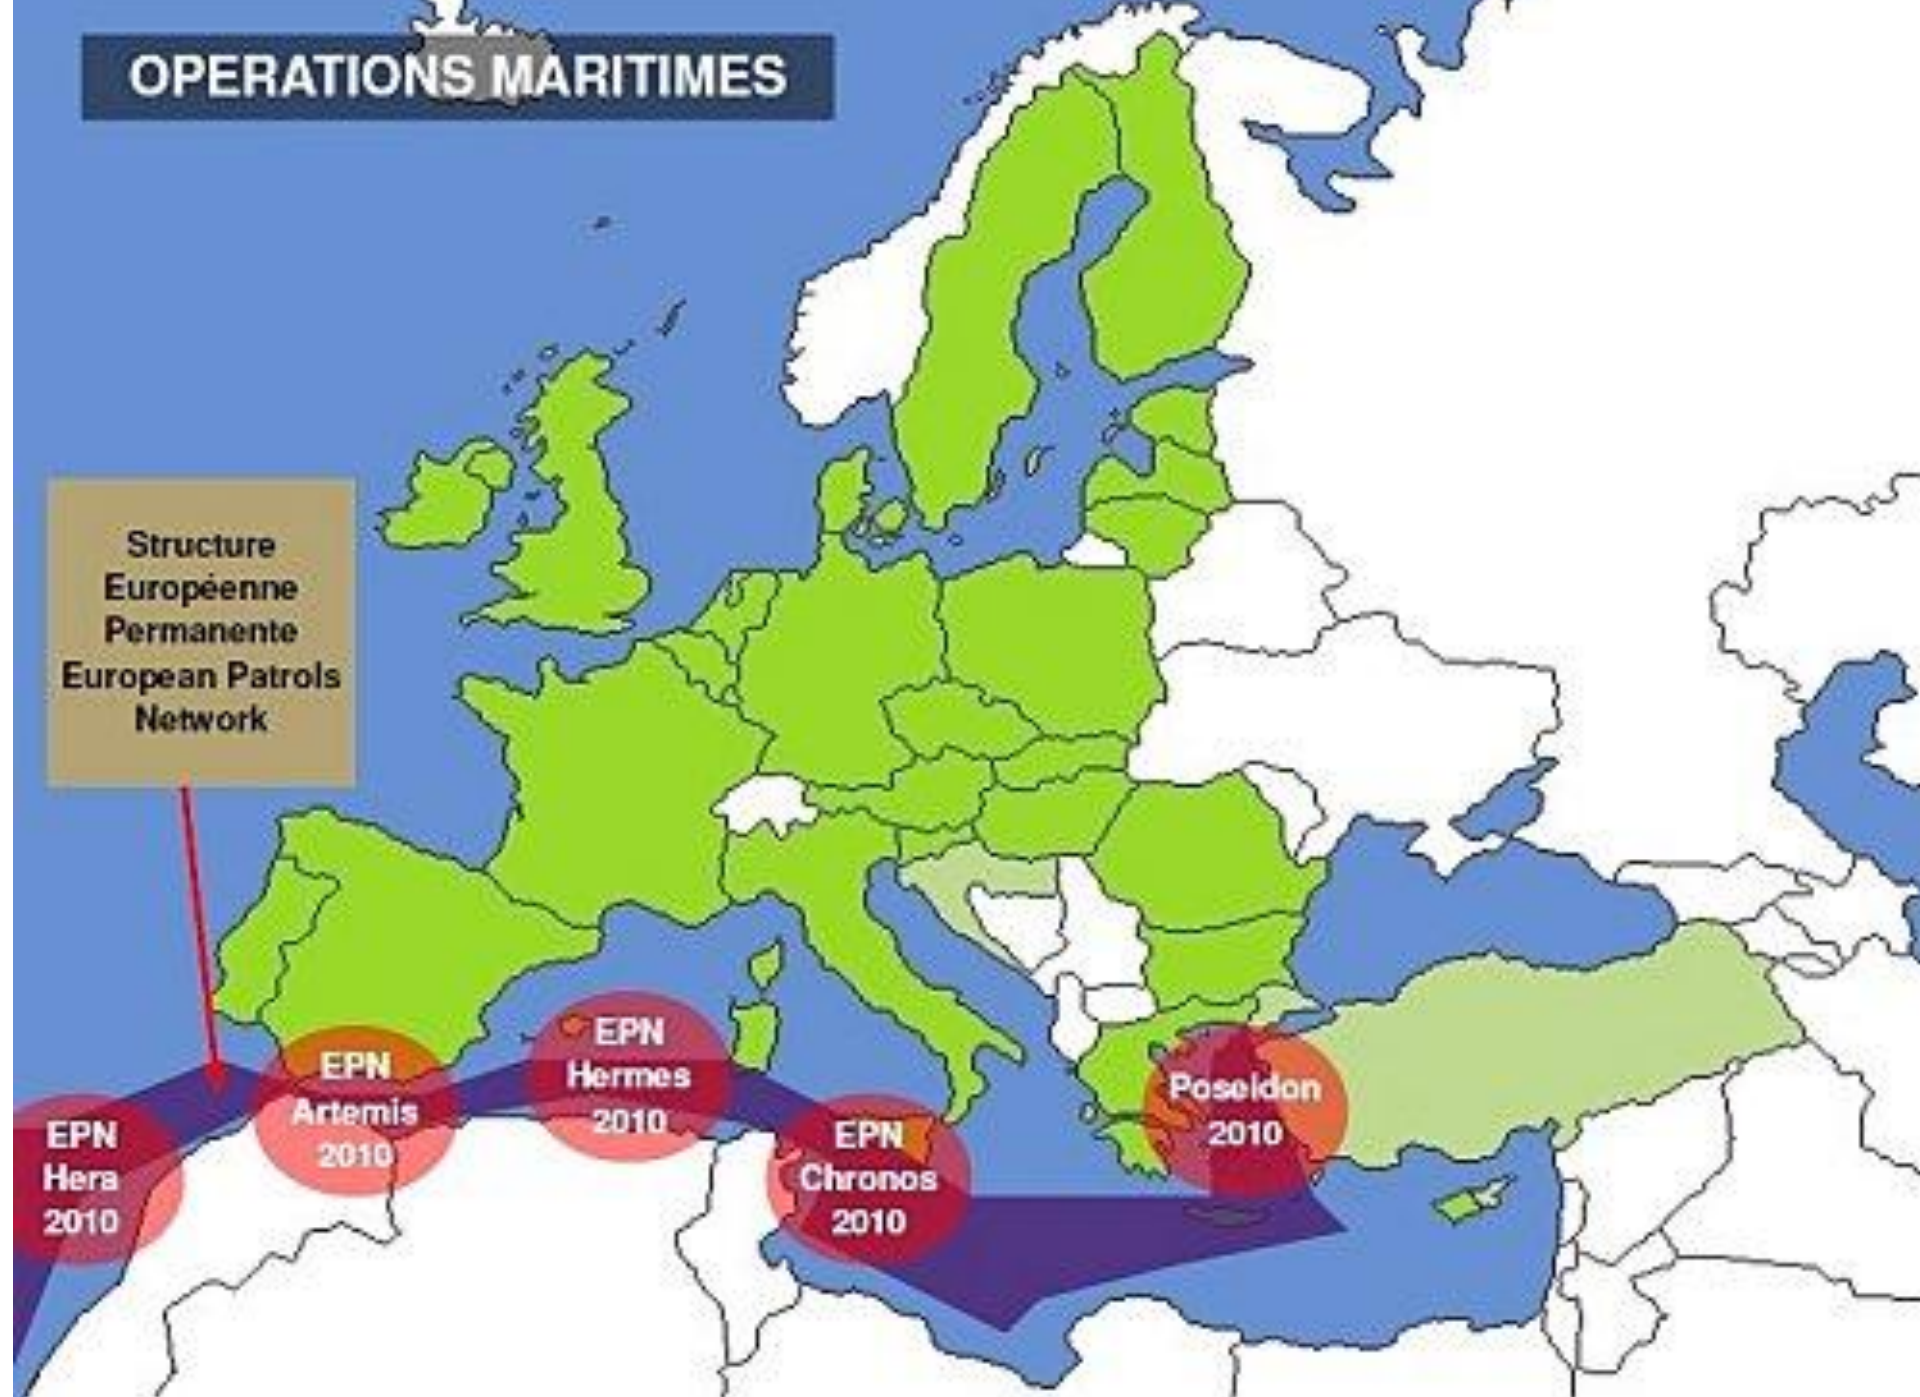 OPERATIONS MARITIMES
Structure
Européenne
Permanente
European Patrols
Network
EPN
Hera
2010
EPN
Artemis
2010
EPN
Hermes
2010
EPN
Chronos
2010
Poseidon
2010